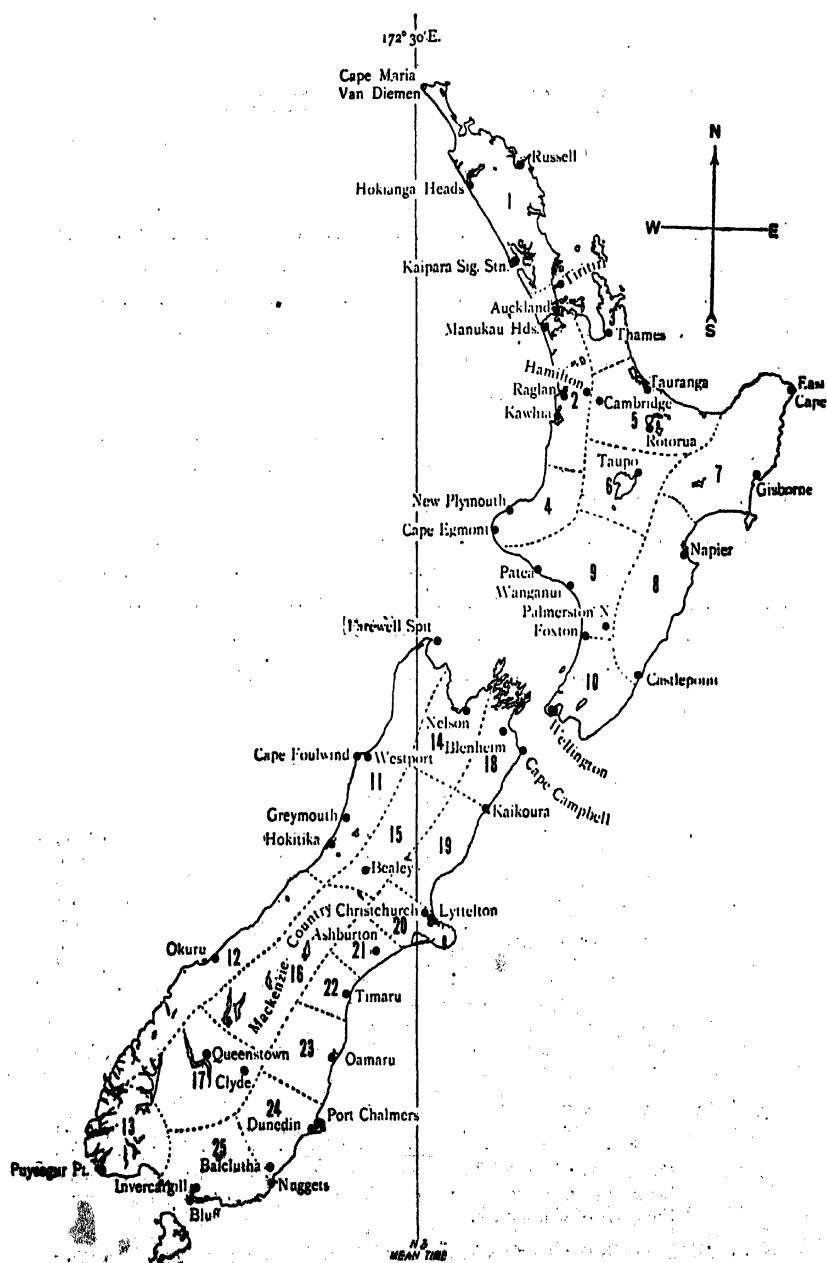 172° 30′ E.
Cape Maria
Van Diemen
Russell
N
Hokianga Heads
1
W
E
Kaipara Sig. Stn.
Tiritiri
S
Auckland
Manukau Hds.
3
Thames
Hamilton
Tauranga
East
Cape
Raglan
2
Cambridge
Kawhia
5
Rotorua
Taupo
7
6
Gisborne
New Plymouth
4
Cape Egmont
Napier
Patea
9
8
Wanganui
Palmerston N
Foxton
Farewell Spit
10
Castlepoint
Nelson
Wellington
14
Blenheim
Cape Foulwind
Westport
18
Cape Campbell
11
Greymouth
Kaikoura
Hokitika
15
19
Bealey
Christchurch
Lyttelton
20
Mackenzie Country
Ashburton
21
Okuru
12
16
22
Timaru
Queenstown
23
Oamaru
17
Clyde
24
Port Chalmers
13
Dunedin
25
Puysegur Pt.
Balclutha
Invercargill
Nuggets
Bluff
N Z
MEAN TIME